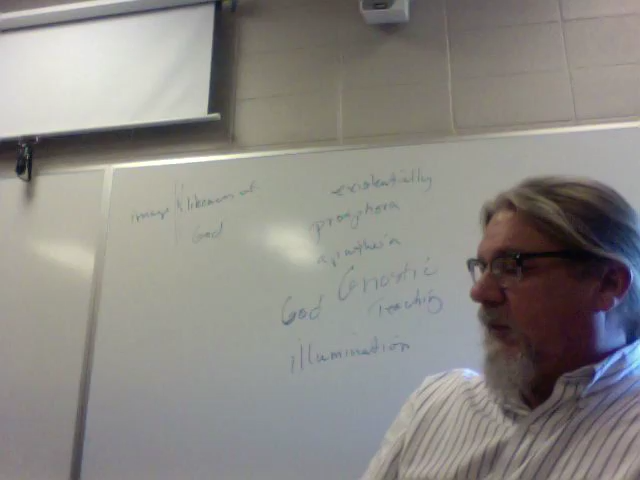 image / likeness of
God
existentially
prosphora
apatheia
God Gnostic
Teaching
illumination